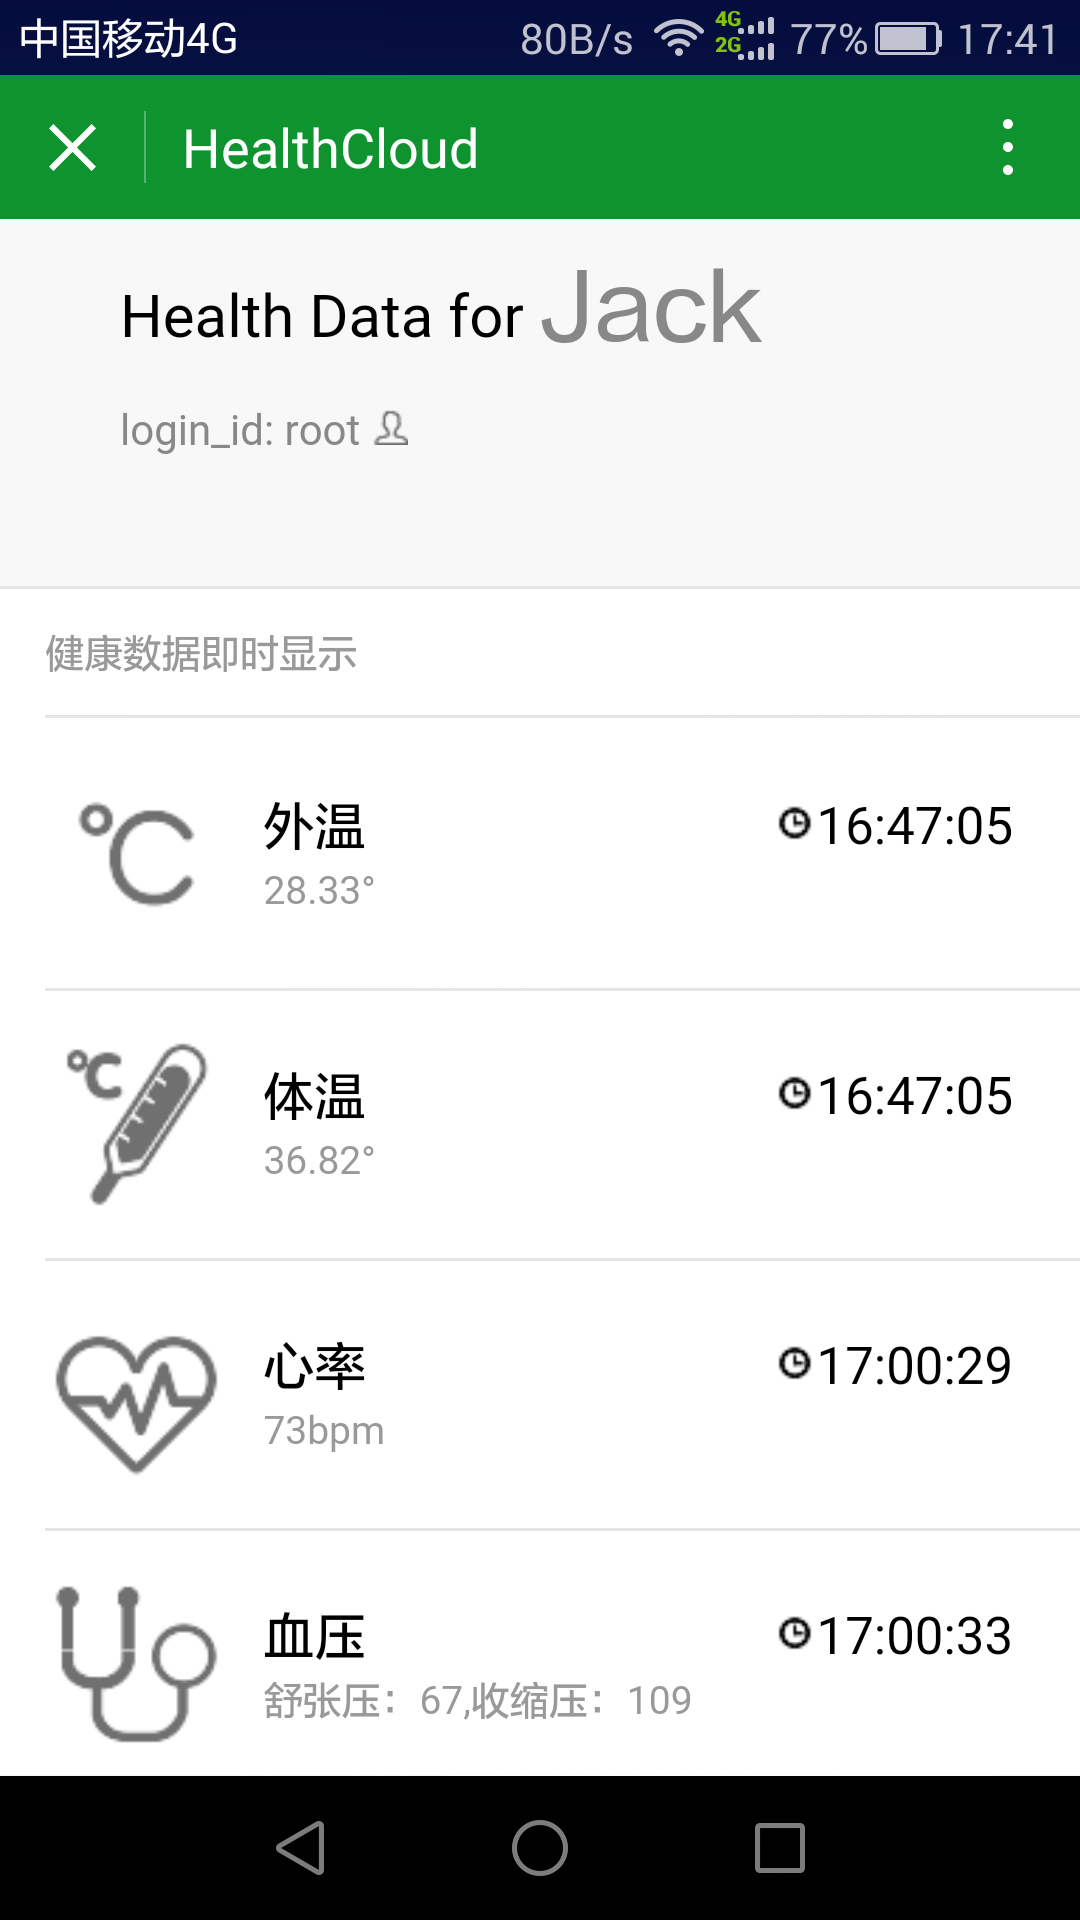 中国移动4G 80B/s 4G 2G 77% 17:41
HealthCloud
Health Data for Jack
login_id: root
健康数据即时显示
℃ 外温 16:47:05
28.33°
℃ 体温 16:47:05
36.82°
心率 17:00:29
73bpm
血压 17:00:33
舒张压：67,收缩压：109